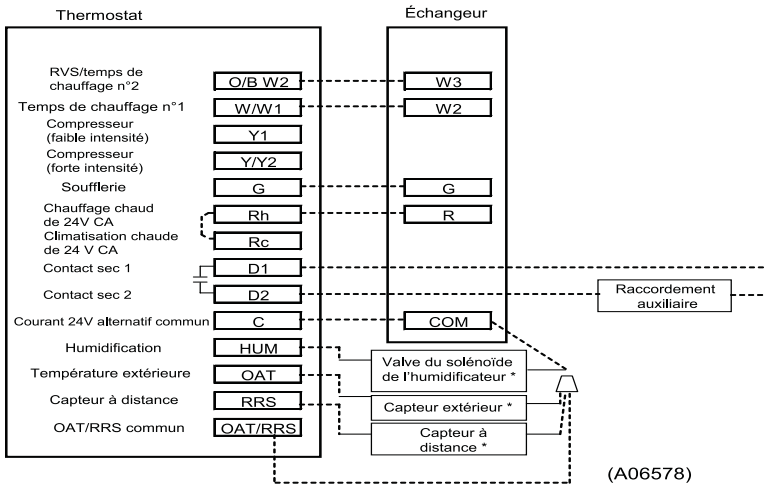 Thermostat
Échangeur
RVS/temps de
chauffage n°2
O/B W2
W3
Temps de chauffage n°1
W/W1
W2
Compresseur
(faible intensité)
Y1
Compresseur
(forte intensité)
Y/Y2
Soufflerie
G
G
Chauffage chaud
de 24V CA
Rh
R
Climatisation chaude
de 24 V CA
Rc
Contact sec 1
D1
Contact sec 2
D2
Raccordement
auxiliaire
Courant 24V alternatif commun
C
COM
Humidification
HUM
Valve du solénoïde
de l'humidificateur *
Température extérieure
OAT
Capteur extérieur *
Capteur à distance
RRS
Capteur à
distance *
OAT/RRS commun
OAT/RRS
(A06578)